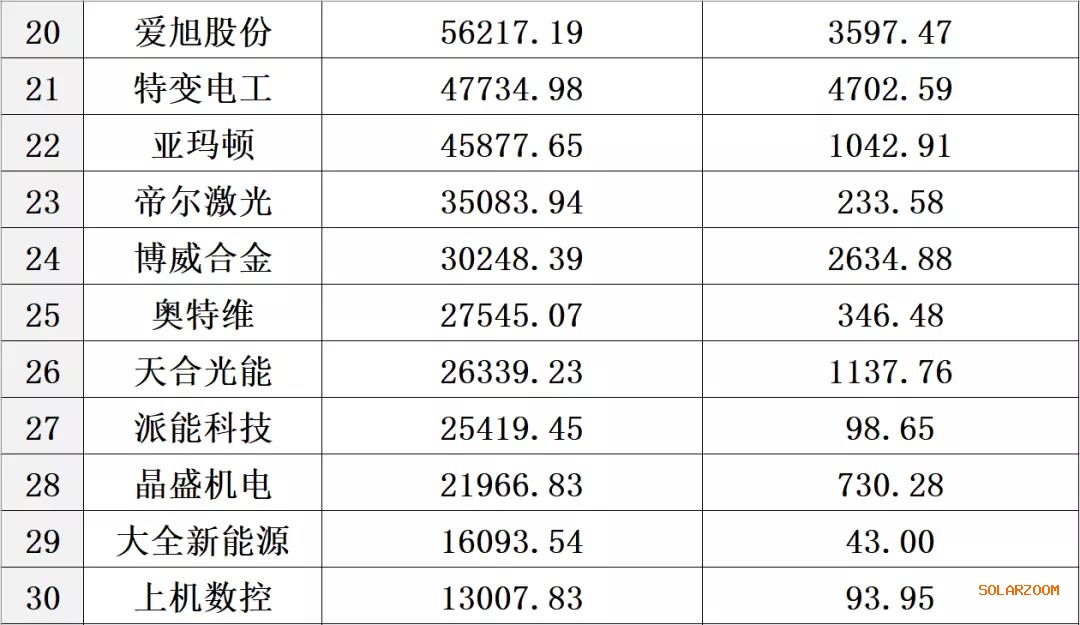 20 爱旭股份 56217.19 3597.47
21 特变电工 47734.98 4702.59
22 亚玛顿 45877.65 1042.91
23 帝尔激光 35083.94 233.58
24 博威合金 30248.39 2634.88
25 奥特维 27545.07 346.48
26 天合光能 26339.23 1137.76
27 派能科技 25419.45 98.65
28 晶盛机电 21966.83 730.28
29 大全新能源 16093.54 43.00
30 上机数控 13007.83 93.95
SOLARZOOM